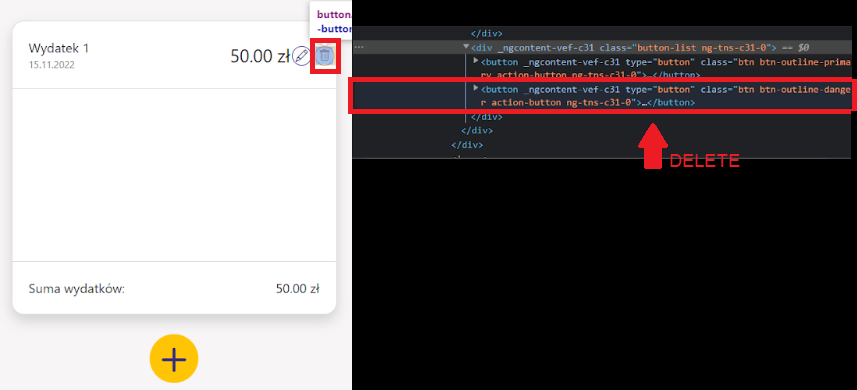 button.
-button
Wydatek 1
15.11.2022
50.00 zł
Suma wydatków:
50.00 zł
</div>
<div _ngcontent-vef-c31 class="button-list ng-tns-c31-0"> == $0
<button _ngcontent-vef-c31 type="button" class="btn btn-outline-prima
ry action-button ng-tns-c31-0">…</button>
<button _ngcontent-vef-c31 type="button" class="btn btn-outline-dange
r action-button ng-tns-c31-0">…</button>
</div>
</div>
</div>
DELETE